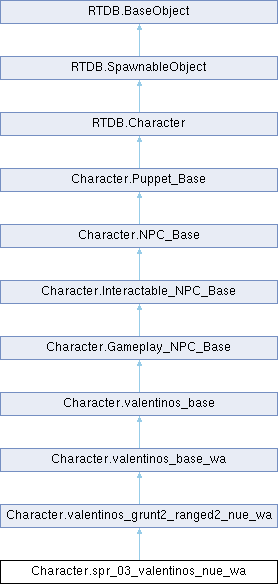 RTDB.BaseObject
RTDB.SpawnableObject
RTDB.Character
Character.Puppet_Base
Character.NPC_Base
Character.Interactable_NPC_Base
Character.Gameplay_NPC_Base
Character.valentinos_base
Character.valentinos_base_wa
Character.valentinos_grunt2_ranged2_nue_wa
Character.spr_03_valentinos_nue_wa